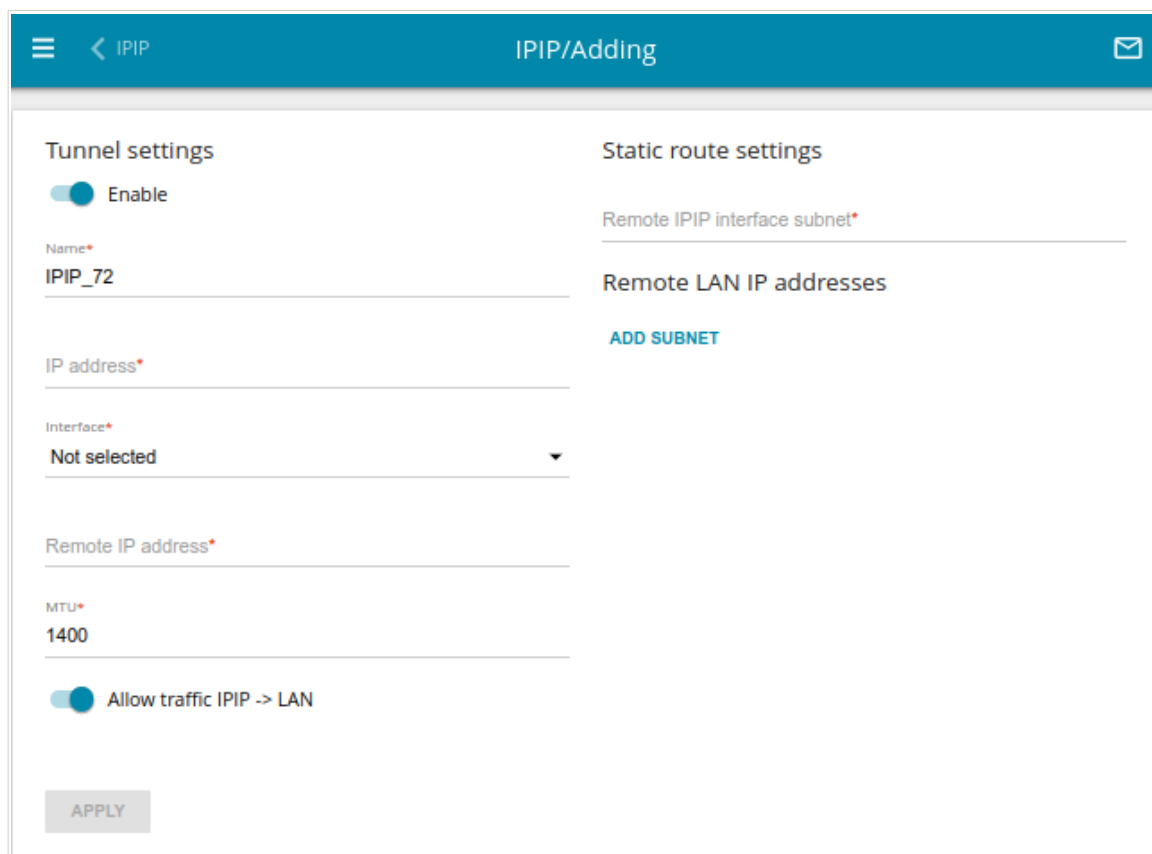 IPIP
IPIP/Adding
Tunnel settings
Enable
Name*
IPIP_72
IP address*
Interface*
Not selected
Remote IP address*
MTU*
1400
Allow traffic IPIP -> LAN
APPLY
Static route settings
Remote IPIP interface subnet*
Remote LAN IP addresses
ADD SUBNET